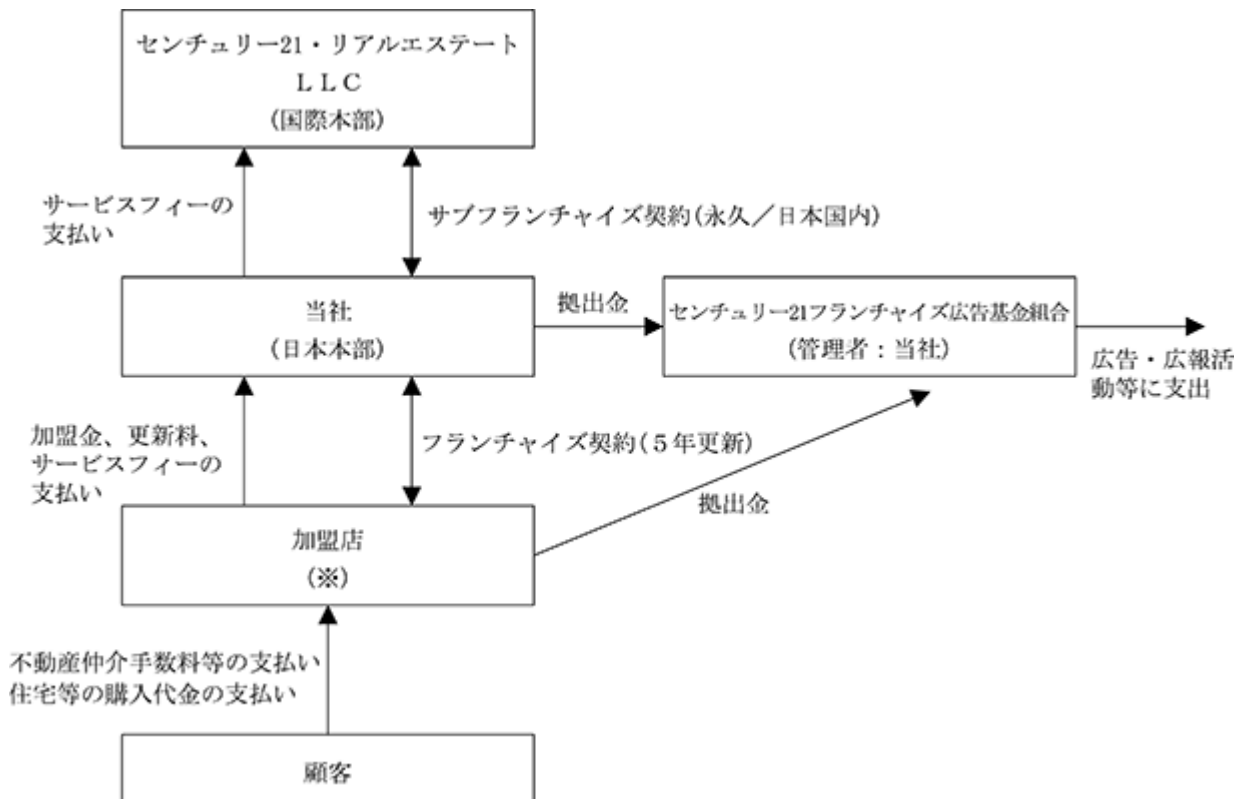 センチュリー21・リアルエステート
ＬＬＣ
(国際本部)
サービスフィーの
支払い
サブフランチャイズ契約(永久／日本国内)
当社
(日本本部)
拠出金
センチュリー21フランチャイズ広告基金組合
(管理者：当社)
広告・広報活
動等に支出
加盟金、更新料、
サービスフィーの
支払い
フランチャイズ契約(５年更新)
拠出金
加盟店
(※)
不動産仲介手数料等の支払い
住宅等の購入代金の支払い
顧客